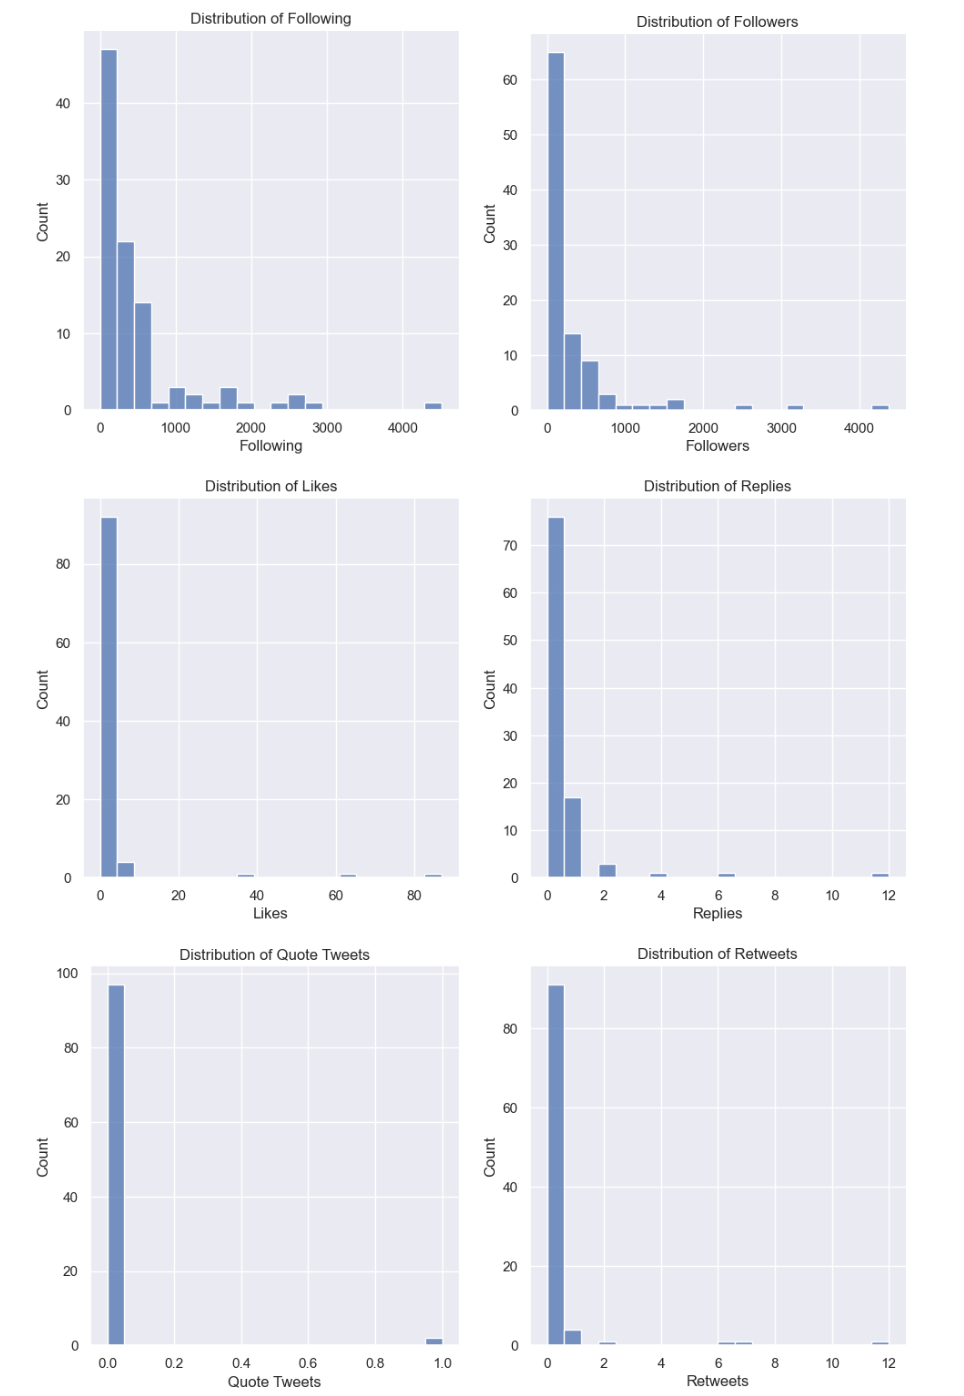 Distribution of Following
Count
40
30
20
10
0
0 1000 2000 3000 4000
Following
Distribution of Followers
Count
60
50
40
30
20
10
0
0 1000 2000 3000 4000
Followers
Distribution of Likes
Count
80
60
40
20
0
0 20 40 60 80
Likes
Distribution of Replies
Count
70
60
50
40
30
20
10
0
0 2 4 6 8 10 12
Replies
Distribution of Quote Tweets
Count
100
80
60
40
20
0
0.0 0.2 0.4 0.6 0.8 1.0
Quote Tweets
Distribution of Retweets
Count
80
60
40
20
0
0 2 4 6 8 10 12
Retweets